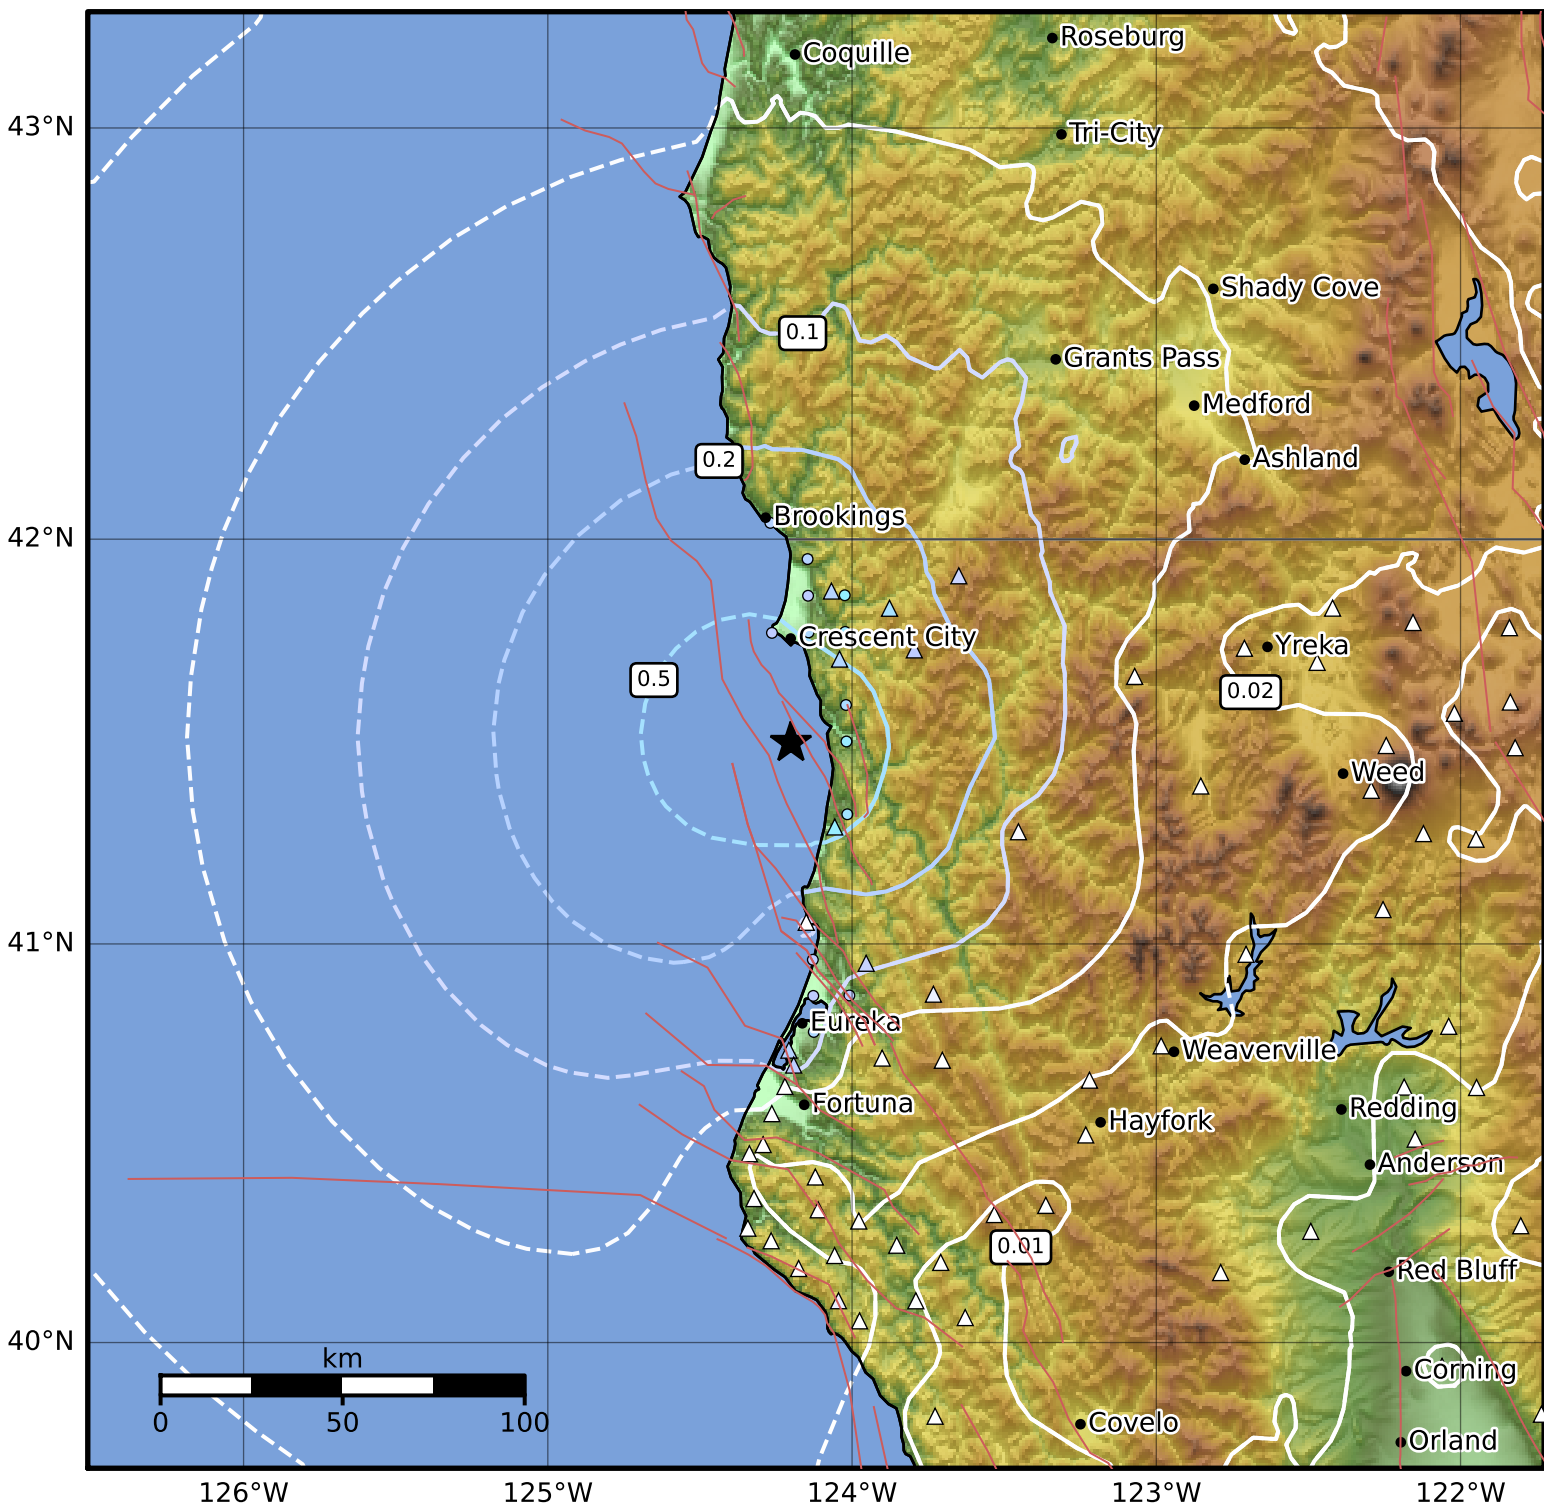 Roseburg
Coquille
43°N
Tri-City
Shady Cove
0.1
Grants Pass
Medford
0.2
Ashland
Brookings
42°N
Crescent City
Yreka
0.5
0.02
Weed
41°N
Eureka
Weaverville
Fortuna
Redding
Hayfork
Anderson
0.01
Red Bluff
40°N
km
Corning
0 50 100
Covelo
Orland
126°W 125°W 124°W 123°W 122°W